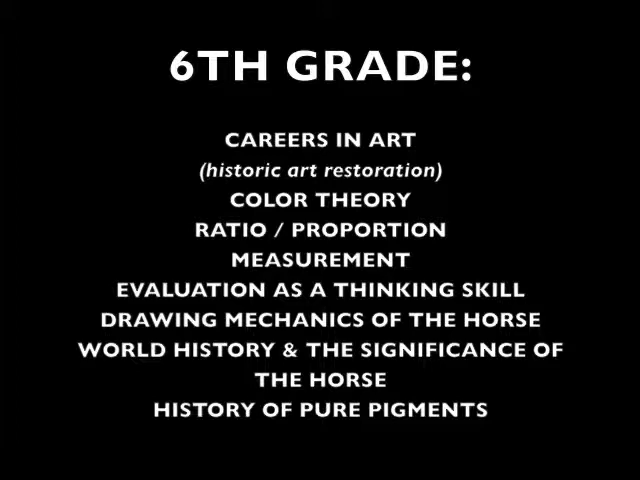 6TH GRADE:
CAREERS IN ART
(historic art restoration)
COLOR THEORY
RATIO / PROPORTION
MEASUREMENT
EVALUATION AS A THINKING SKILL
DRAWING MECHANICS OF THE HORSE
WORLD HISTORY & THE SIGNIFICANCE OF
THE HORSE
HISTORY OF PURE PIGMENTS